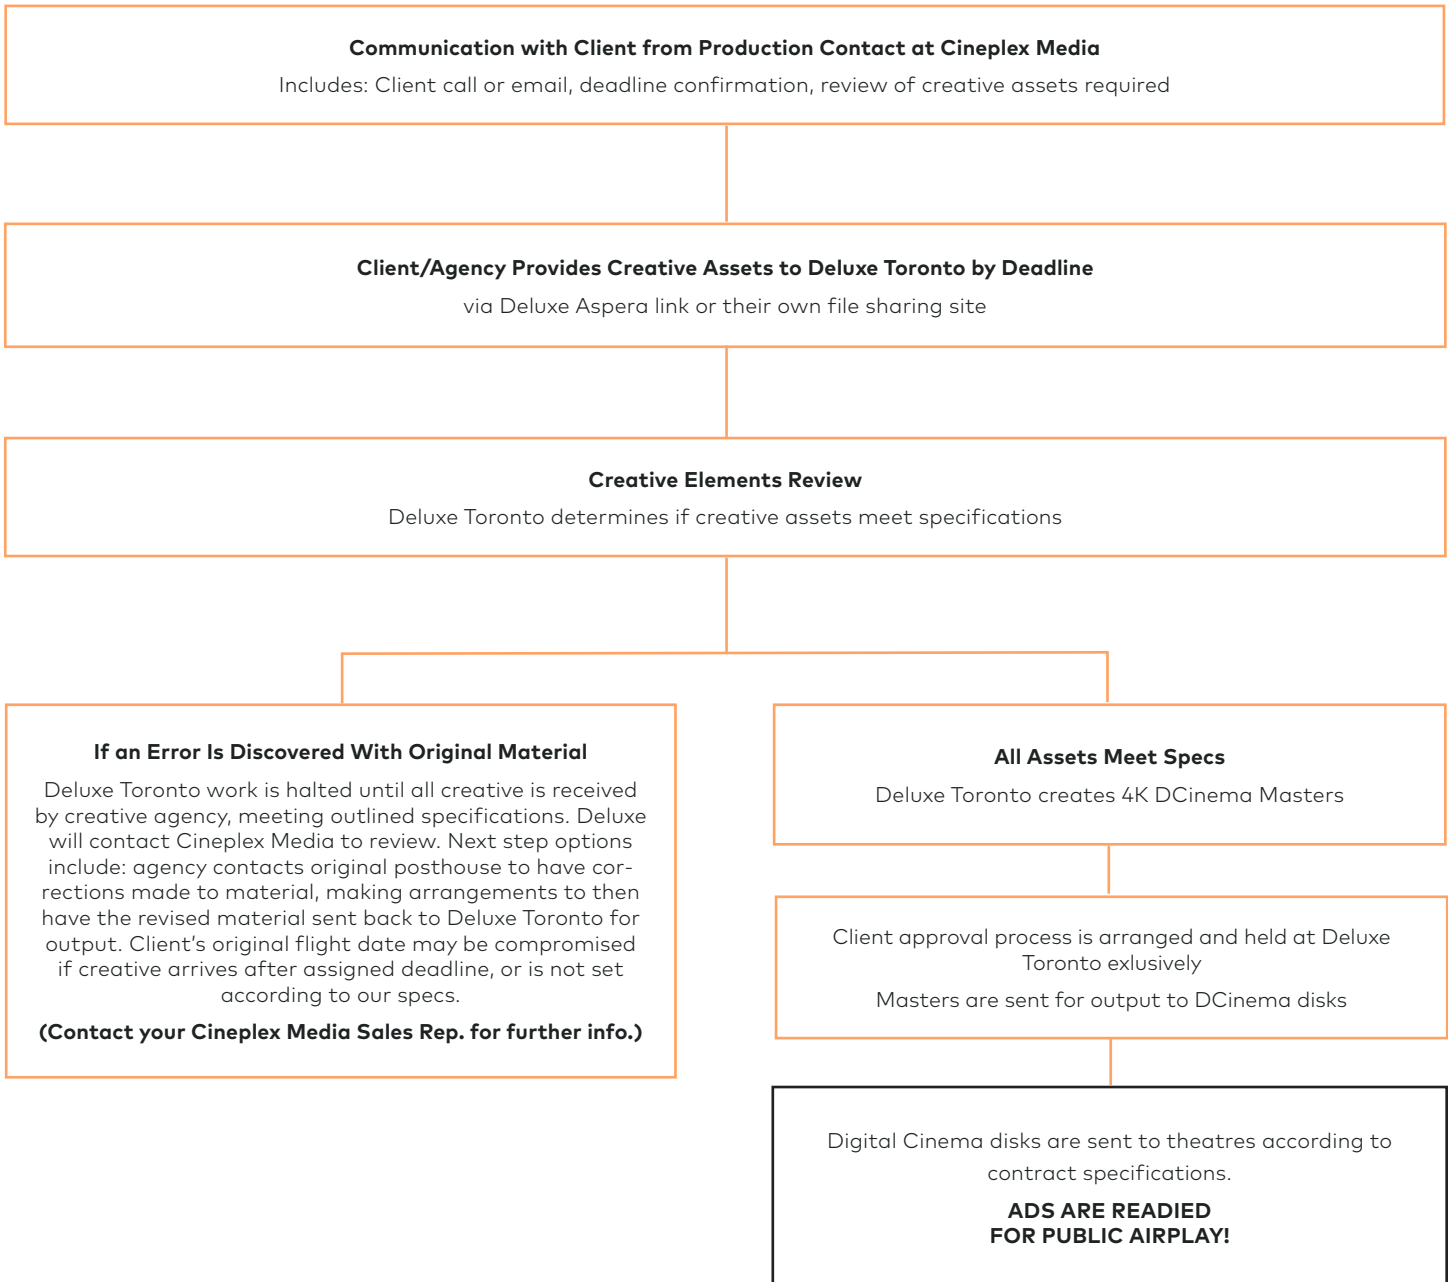 Communication with Client from Production Contact at Cineplex Media
Includes: Client call or email, deadline confirmation, review of creative assets required
Client/Agency Provides Creative Assets to Deluxe Toronto by Deadline
via Deluxe Aspera link or their own file sharing site
Creative Elements Review
Deluxe Toronto determines if creative assets meet specifications
If an Error Is Discovered With Original Material
Deluxe Toronto work is halted until all creative is received
by creative agency, meeting outlined specifications. Deluxe
will contact Cineplex Media to review. Next step options
include: agency contacts original posthouse to have cor-
rections made to material, making arrangements to then
have the revised material sent back to Deluxe Toronto for
output. Client's original flight date may be compromised
if creative arrives after assigned deadline, or is not set
according to our specs.
(Contact your Cineplex Media Sales Rep. for further info.)
All Assets Meet Specs
Deluxe Toronto creates 4K DCinema Masters
Client approval process is arranged and held at Deluxe
Toronto exlusively
Masters are sent for output to DCinema disks
Digital Cinema disks are sent to theatres according to
contract specifications.
ADS ARE READIED
FOR PUBLIC AIRPLAY!